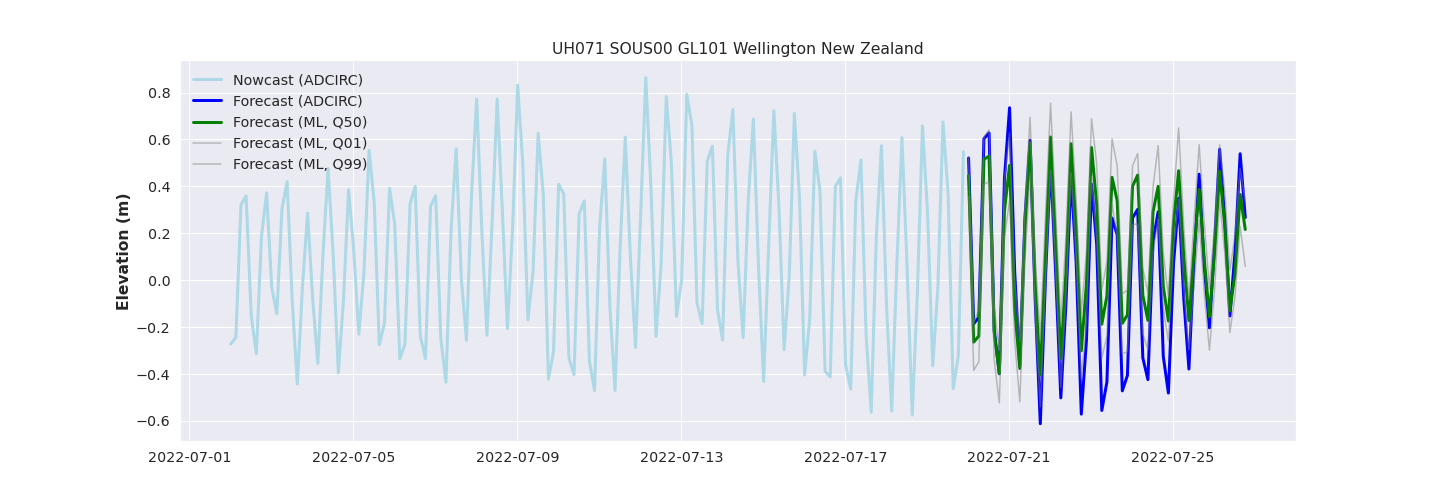 UH071 SOUS00 GL101 Wellington New Zealand
Nowcast (ADCIRC)
Forecast (ADCIRC)
Forecast (ML, Q50)
Forecast (ML, Q01)
Forecast (ML, Q99)
Elevation (m)
0.8
0.6
0.4
0.2
0.0
−0.2
−0.4
−0.6
2022-07-01 2022-07-05 2022-07-09 2022-07-13 2022-07-17 2022-07-21 2022-07-25